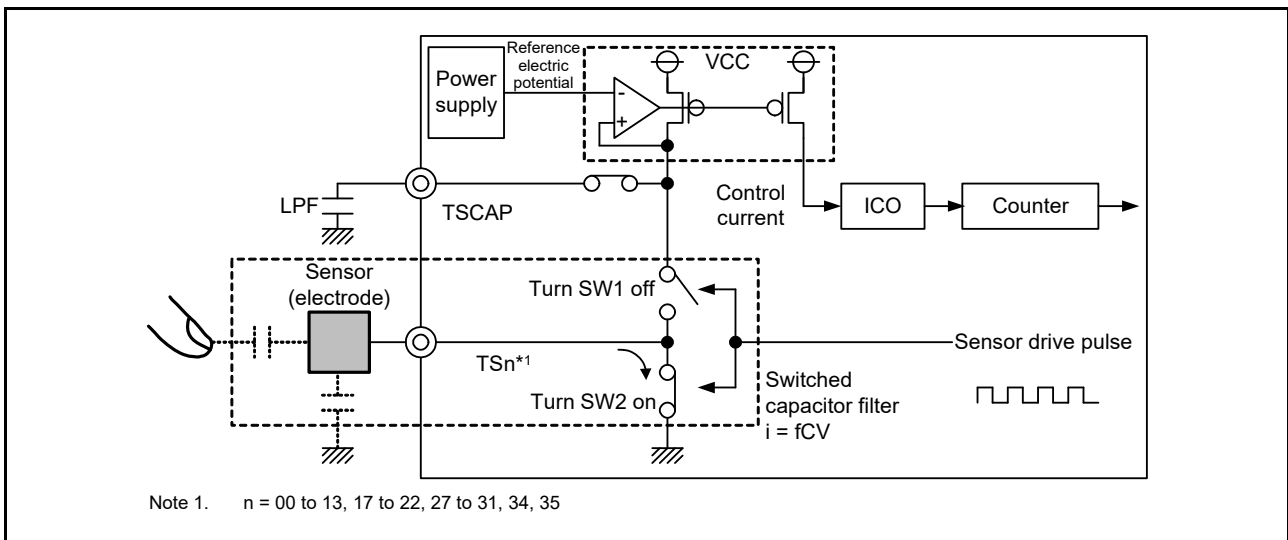 Power
supply
Reference
electric
potential
VCC
-
+
LPF
TSCAP
Control
current
ICO
Counter
Sensor
(electrode)
Turn SW1 off
TSn*1
Turn SW2 on
Sensor drive pulse
Switched
capacitor filter
i = fCV
Note 1. n = 00 to 13, 17 to 22, 27 to 31, 34, 35